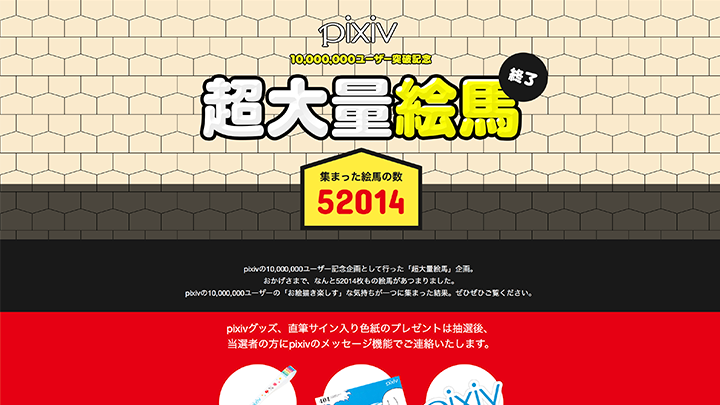 pixiv
10,000,000ユーザー突破記念
超大量絵馬
終了
集まった絵馬の数
52014
pixivの10,000,000ユーザー記念企画として行った「超大量絵馬」企画。
おかげさまで、なんと52014枚もの絵馬があつまりました。
pixivの10,000,000ユーザーの「お絵描き楽しす」な気持ちが一つに集まった結果。ぜひぜひご覧ください。
pixivグッズ、直筆サイン入り色紙のプレゼントは抽選後、
当選者の方にpixivのメッセージ機能でご連絡いたします。
pixiv
pixiv